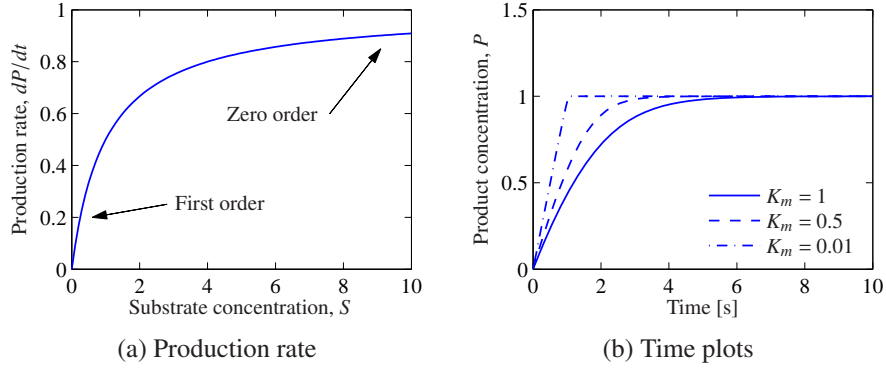 1
0.8
0.6
0.4
0.2
0
Production rate, dP/dt
Zero order
First order
0 2 4 6 8 10
Substrate concentration, S
(a) Production rate
1.5
1
0.5
0
Product concentration, P
K_m = 1
K_m = 0.5
K_m = 0.01
0 2 4 6 8 10
Time [s]
(b) Time plots